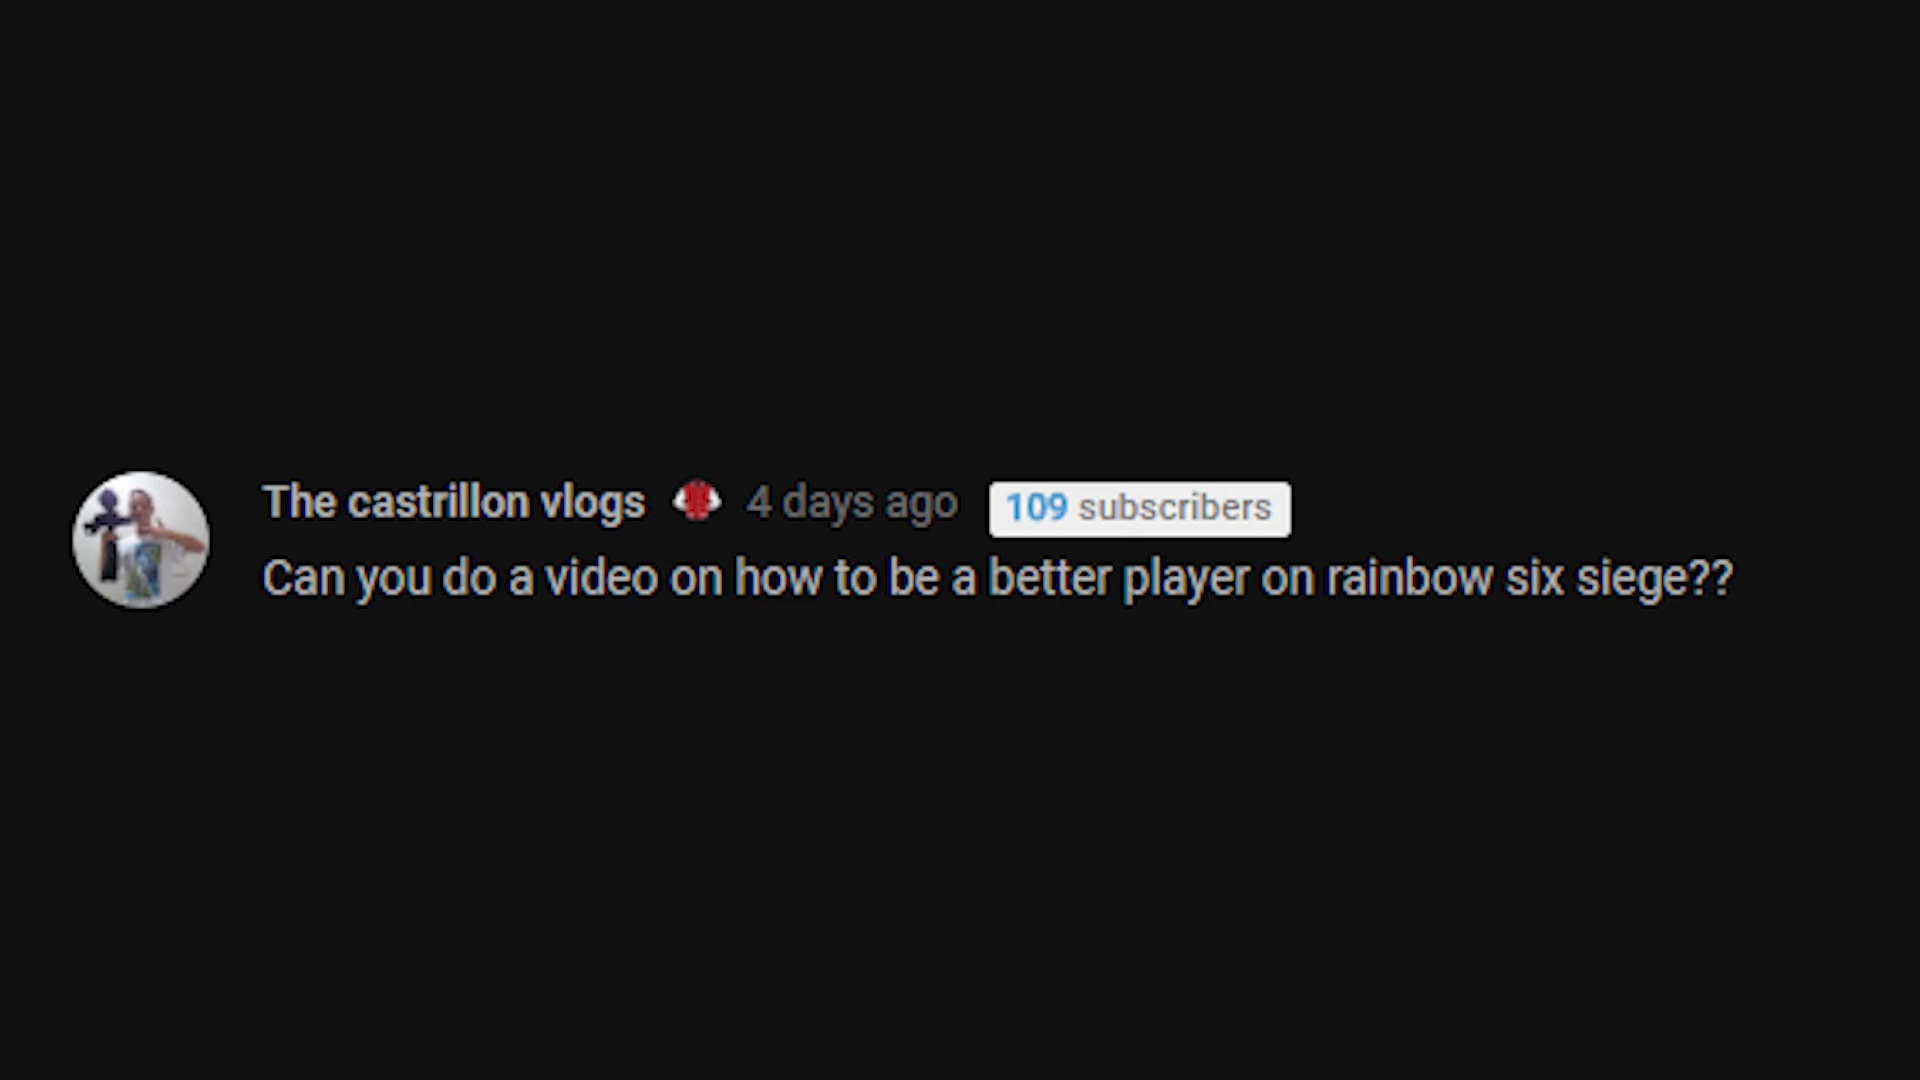 The castrillon vlogs 4 days ago 109 subscribers
Can you do a video on how to be a better player on rainbow six siege??